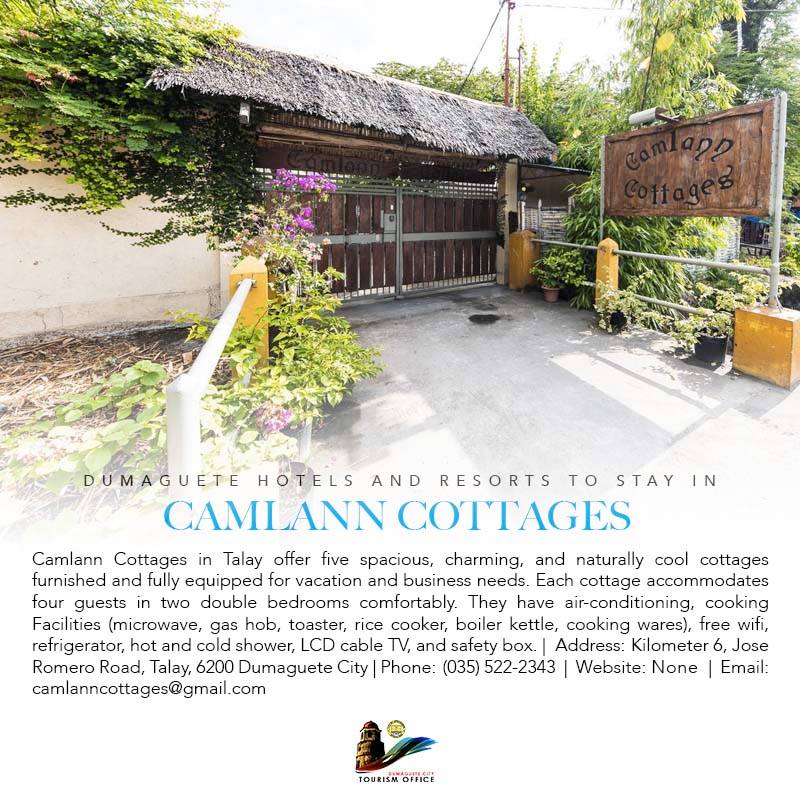 Camlann
Camlann
Cottages
DUMAGUETE HOTELS AND RESORTS TO STAY IN
CAMLANN COTTAGES
Camlann Cottages in Talay offer five spacious, charming, and naturally cool cottages
furnished and fully equipped for vacation and business needs. Each cottage accommodates
four guests in two double bedrooms comfortably. They have air-conditioning, cooking
Facilities (microwave, gas hob, toaster, rice cooker, boiler kettle, cooking wares), free wifi,
refrigerator, hot and cold shower, LCD cable TV, and safety box. | Address: Kilometer 6, Jose
Romero Road, Talay, 6200 Dumaguete City | Phone: (035) 522-2343 | Website: None | Email:
camlanncottages@gmail.com
DUMAGUETE CITY
TOURISM OFFICE